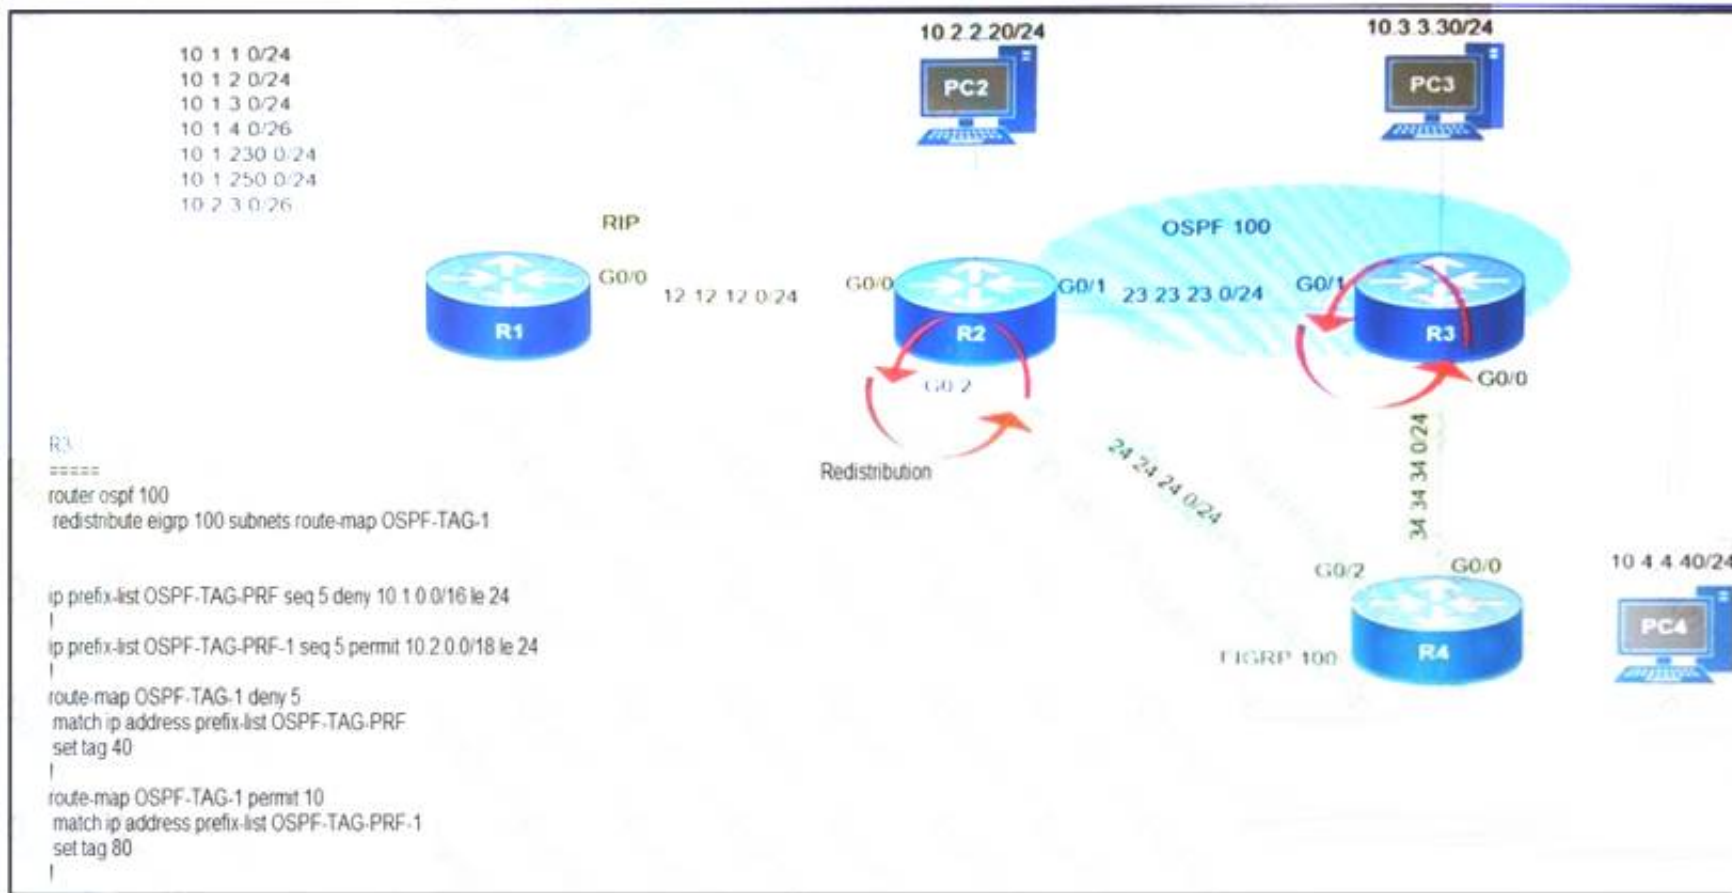 10 2 2.20/24
10.3 3.30/24
10 1 1 0/24
10 1 2 0/24
10 1 3 0/24
10 1 4 0/26
10 1 230 0/24
10 1 250 0/24
10 2 3 0/26
PC2
PC3
RIP
OSPF 100
G0/0
12 12 12 0/24
G0/0
G0/1
23 23 23 0/24
G0/1
R1
R2
R3
G0 2
G0/0
Redistribution
24 24 24 0/24
34 34 34 0/24
G0/2
G0/0
10 4 4 40/24
EIGRP 100
R4
PC4
R3
=====
router ospf 100
redistribute eigrp 100 subnets route-map OSPF-TAG-1
ip prefix-list OSPF-TAG-PRF seq 5 deny 10.1 0.0/16 le 24
!
ip prefix-list OSPF-TAG-PRF-1 seq 5 permit 10.2.0.0/18 le 24
!
route-map OSPF-TAG-1 deny 5
match ip address prefix-list OSPF-TAG-PRF
set tag 40
!
route-map OSPF-TAG-1 permit 10
match ip address prefix-list OSPF-TAG-PRF-1
set tag 80
!